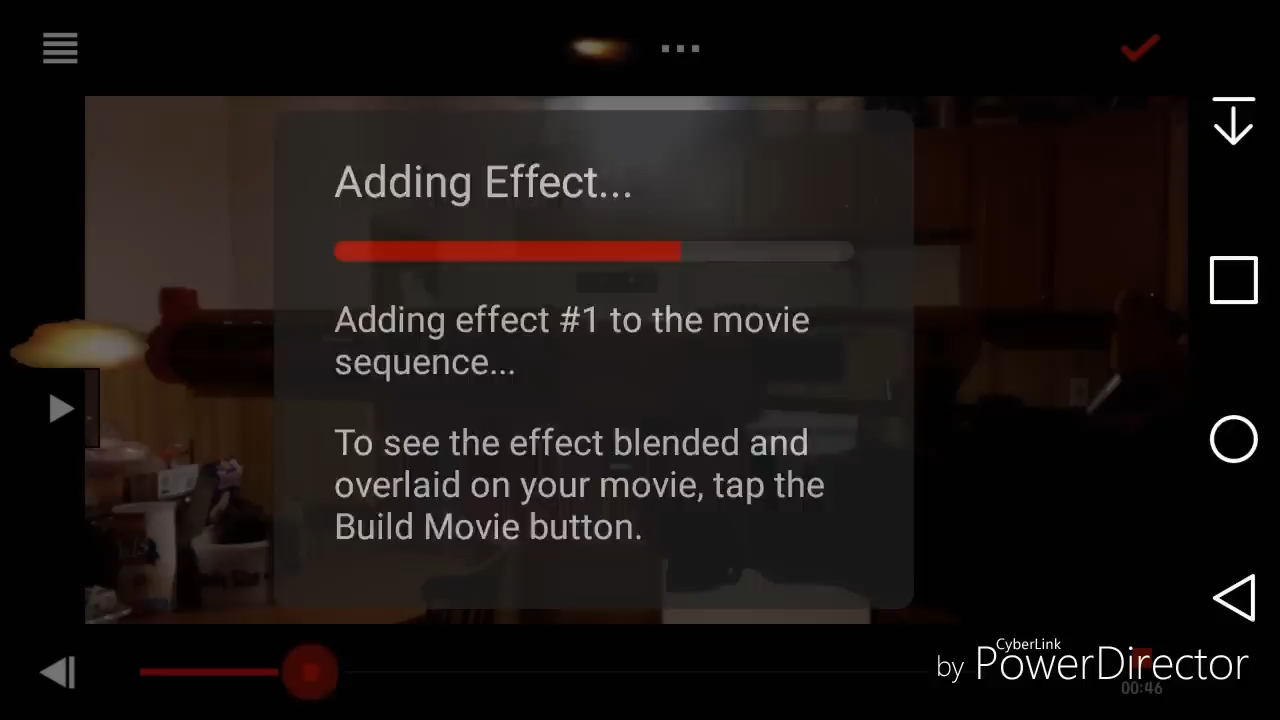 Adding Effect...
Adding effect #1 to the movie
sequence...
To see the effect blended and
overlaid on your movie, tap the
Build Movie button.
CyberLink
by PowerDirector
00:46